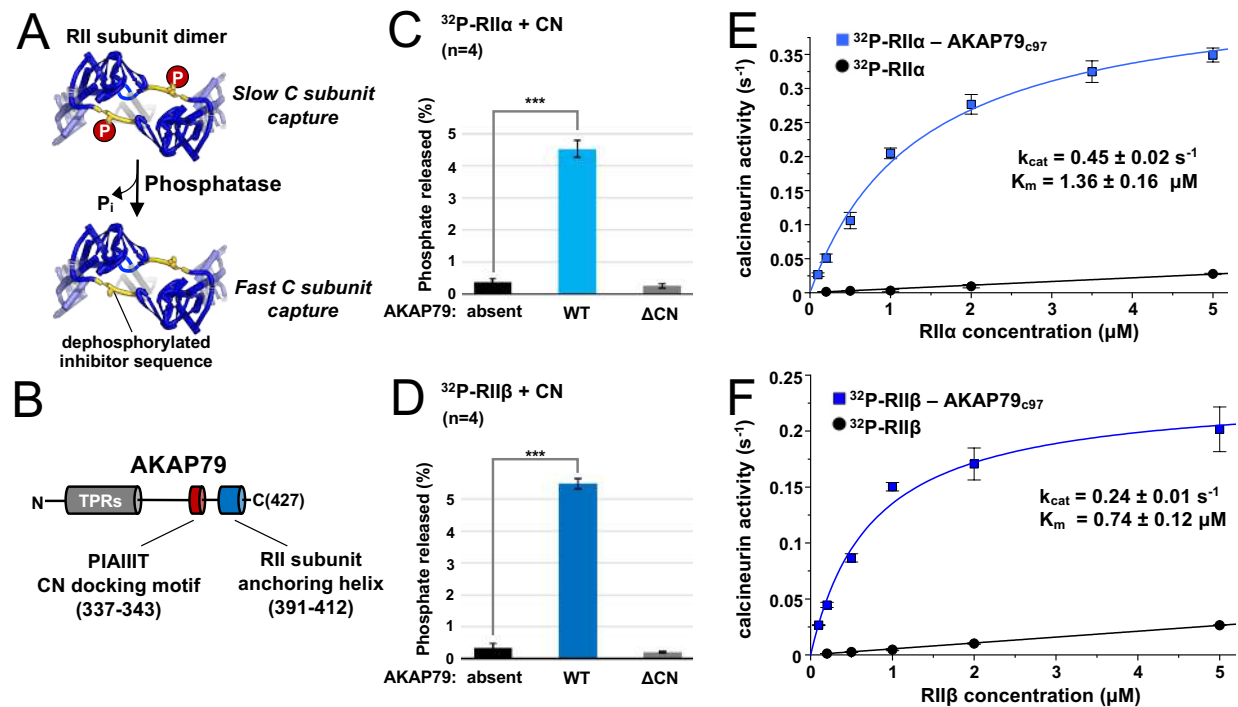 A
RII subunit dimer
P
Slow C subunit
capture
P
Phosphatase
Pi
Fast C subunit
capture
dephosphorylated
inhibitor sequence
B
AKAP79
N
TPRs
C(427)
PIAIIIT
CN docking motif
(337-343)
RII subunit
anchoring helix
(391-412)
C
³²P-RIIα + CN
(n=4)
***
Phosphate released (%)
5
4
3
2
1
0
AKAP79: absent WT ΔCN
D
³²P-RIIβ + CN
(n=4)
***
Phosphate released (%)
5
4
3
2
1
0
AKAP79: absent WT ΔCN
E
³²P-RIIα – AKAP79c97
³²P-RIIα
calcineurin activity (s⁻¹)
0.35
0.3
0.25
0.2
0.15
0.1
0.05
0
kcat = 0.45 ± 0.02 s⁻¹
Km = 1.36 ± 0.16 µM
0 1 2 3 4 5
RIIα concentration (µM)
F
³²P-RIIβ – AKAP79c97
³²P-RIIβ
calcineurin activity (s⁻¹)
0.25
0.2
0.15
0.1
0.05
0
kcat = 0.24 ± 0.01 s⁻¹
Km = 0.74 ± 0.12 µM
0 1 2 3 4 5
RIIβ concentration (µM)